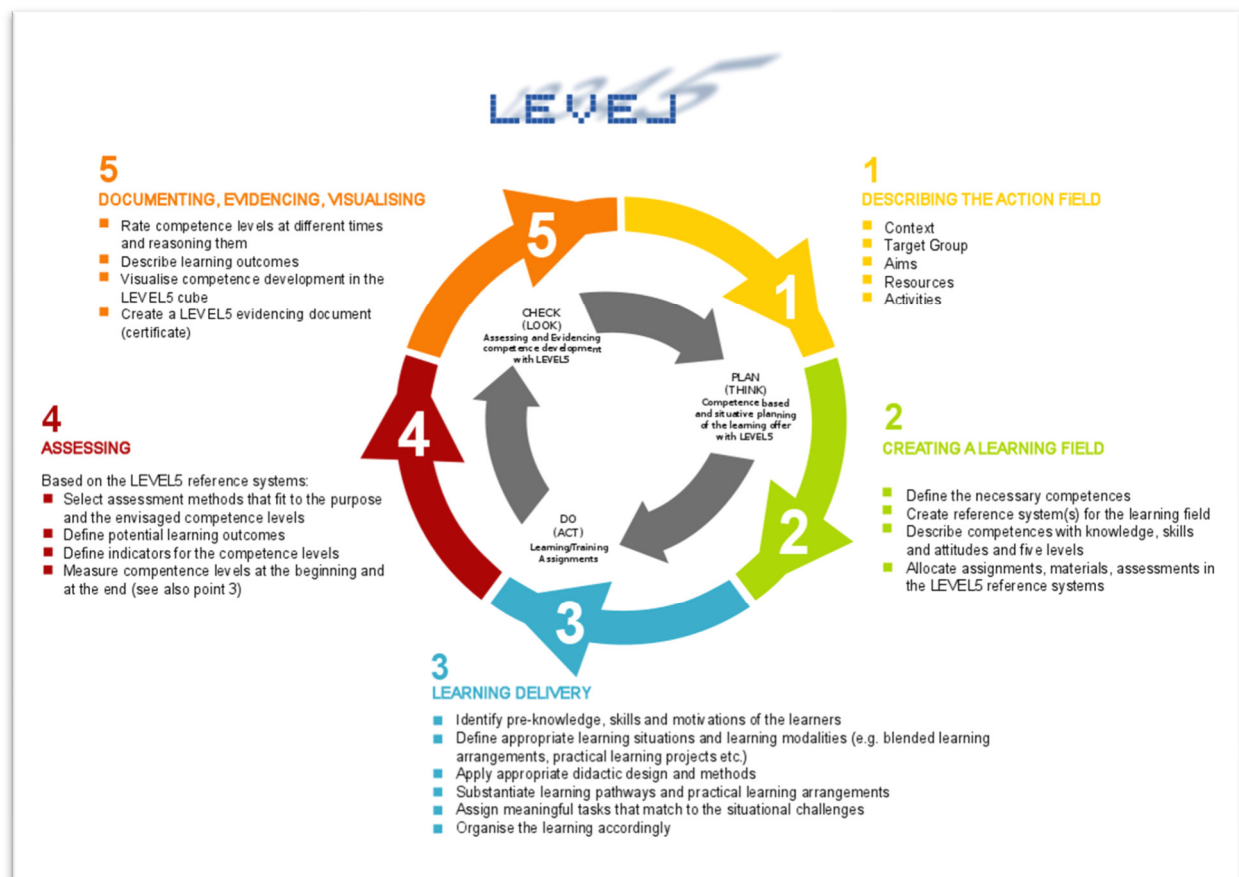 LEVEL5
5
DOCUMENTING, EVIDENCING, VISUALISING
Rate competence levels at different times
and reasoning them
Describe learning outcomes
Visualise competence development in the
LEVEL5 cube
Create a LEVEL5 evidencing document
(certificate)
1
DESCRIBING THE ACTION FiELD
Context
Target Group
Aims
Resources
Activities
5
1
CHECK
(LOOK)
Assessing and Evidencing
competence development
with LEVEL5
PLAN
(THINK)
Competence based
and situative planning
of the learning offer
with LEVEL5
4
ASSESSING
Based on the LEVEL5 reference systems:
Select assessment methods that fit to the purpose
and the envisaged competence levels
Define potential learning outcomes
Define indicators for the competence levels
Measure compentence levels at the beginning and
at the end (see also point 3)
4
2
CREATING A LEARNING FIELD
Define the necessary competences
Create reference system(s) for the learning field
Describe competences with knowledge, skills
and attitudes and five levels
Allocate assignments, materials, assessments in
the LEVEL5 reference systems
2
DO
(ACT)
Learning/Training
Assignments
3
3
LEARNING DELIVERY
Identify pre-knowledge, skills and motivations of the learners
Define appropriate learning situations and learning modalities (e.g. blended learning
arrangements, practical learning projects etc.)
Apply appropriate didactic design and methods
Substantiate learning pathways and practical learning arrangements
Assign meaningful tasks that match to the situational challenges
Organise the learning accordingly